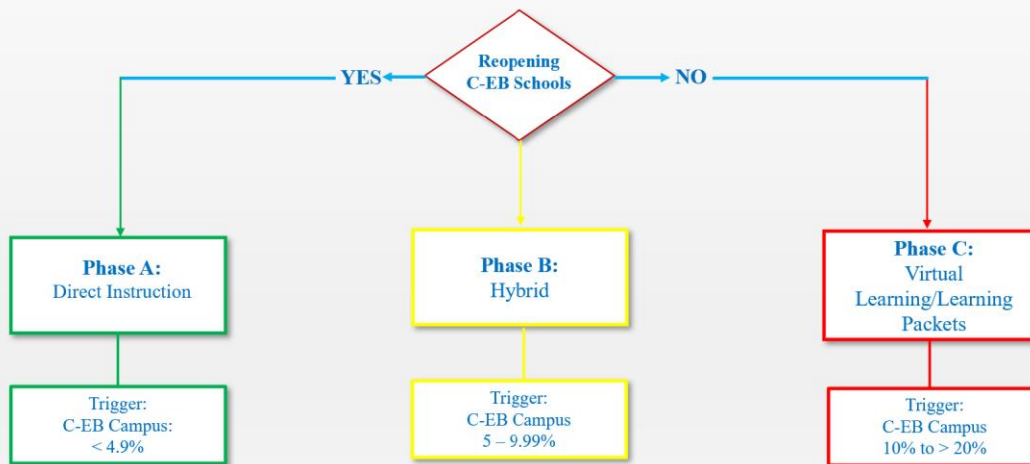 Reopening
C-EB Schools
YES
NO
Phase A:
Direct Instruction
Phase B:
Hybrid
Phase C:
Virtual
Learning/Learning
Packets
Trigger:
C-EB Campus:
< 4.9%
Trigger:
C-EB Campus
5 – 9.99%
Trigger:
C-EB Campus
10% to > 20%